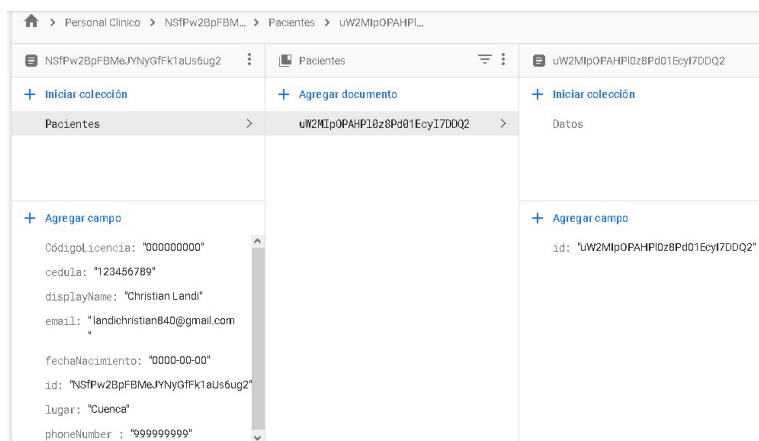 Personal Clinico > NSfPw2BpFBM... > Pacientes > uW2MIpOPAHPl...
NSfPw2BpFBMeJYNyGfFk1aUs6ug2
Pacientes
uW2MIpOPAHPl0z8Pd01EcyI7DDQ2
+ Iniciar colección
+ Agregar documento
+ Iniciar colección
Pacientes
uW2MIpOPAHPl0z8Pd01EcyI7DDQ2
Datos
+ Agregar campo
+ Agregar campo
CódigoLicencia: "000000000"
id: "uW2MIpOPAHPl0z8Pd01EcyI7DDQ2"
cedula: "123456789"
displayName: "Christian Landi"
email: "landichristian840@gmail.com
"
fechaNacimiento: "0000-00-00"
id: "NSfPw2BpFBMeJYNyGfFk1aUs6ug2"
lugar: "Cuenca"
phoneNumber : "999999999"